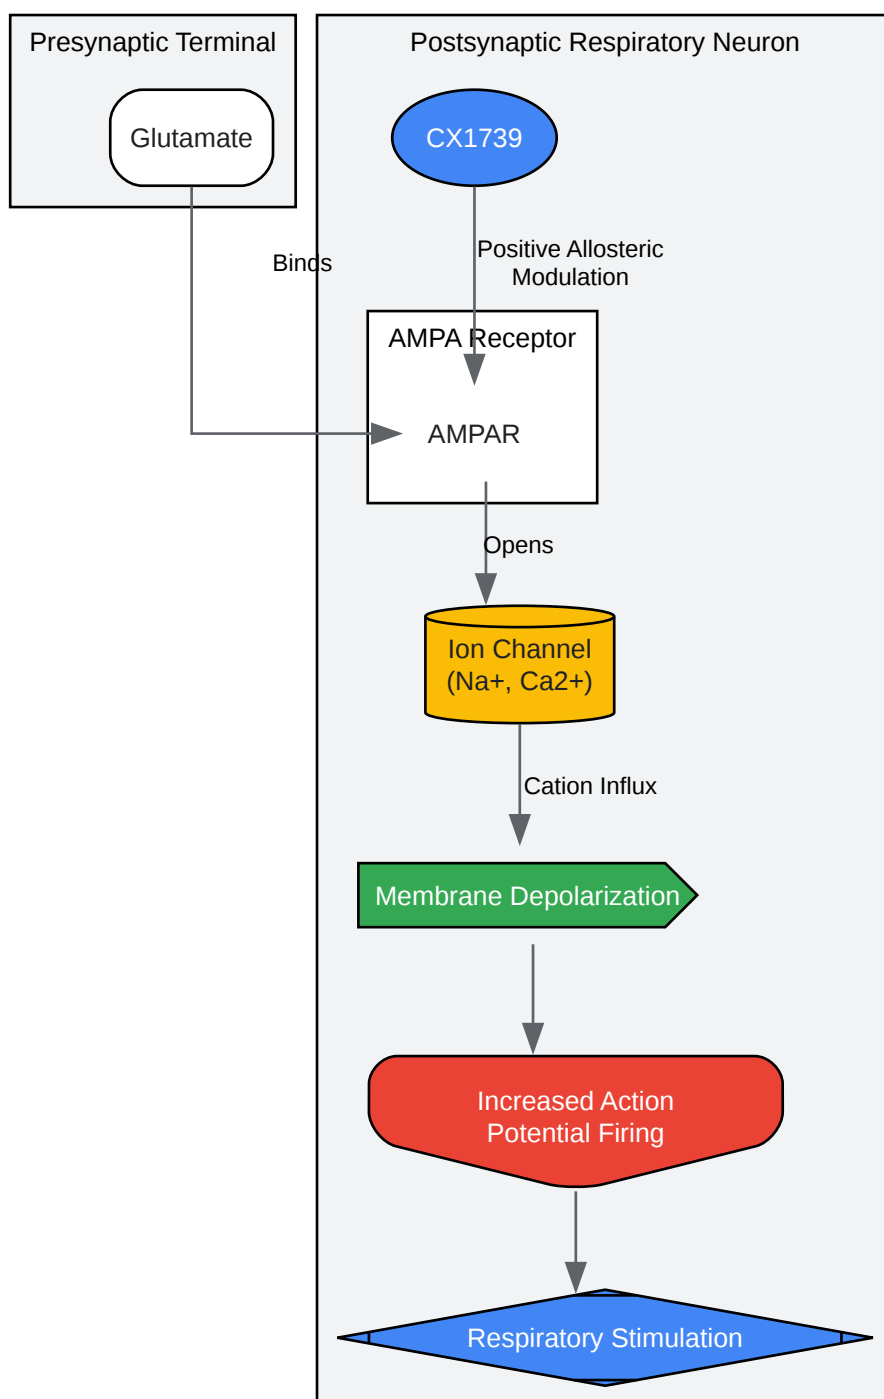 Presynaptic Terminal
Postsynaptic Respiratory Neuron
Glutamate
CX1739
Binds
Positive Allosteric
Modulation
AMPA Receptor
AMPAR
Opens
Ion Channel
(Na+, Ca2+)
Cation Influx
Membrane Depolarization
Increased Action
Potential Firing
Respiratory Stimulation